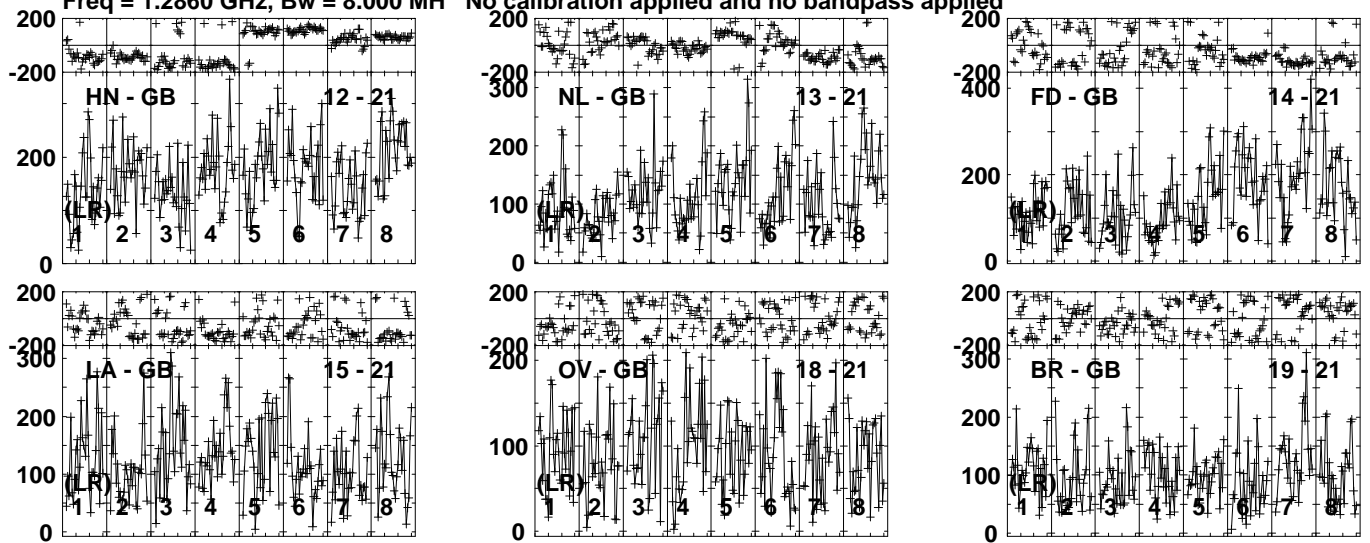 Freq = 1.2860 GHz, Bw = 8.000 MH No calibration applied and no bandpass applied
200
-200
HN - GB 12 - 21
200
(LR)
1 2 3 4 5 6 7 8
0
200
-200
300
NL - GB 13 - 21
200
100
(LR)
1 2 3 4 5 6 7 8
0
200
-200
400
FD - GB 14 - 21
200
(LR)
1 2 3 4 5 6 7 8
0
200
-200
300
LA - GB 15 - 21
200
100
(LR)
1 2 3 4 5 6 7 8
0
200
-200
200
OV - GB 18 - 21
100
(LR)
1 2 3 4 5 6 7 8
0
200
-200
300
BR - GB 19 - 21
200
100
(LR)
1 2 3 4 5 6 7 8
0